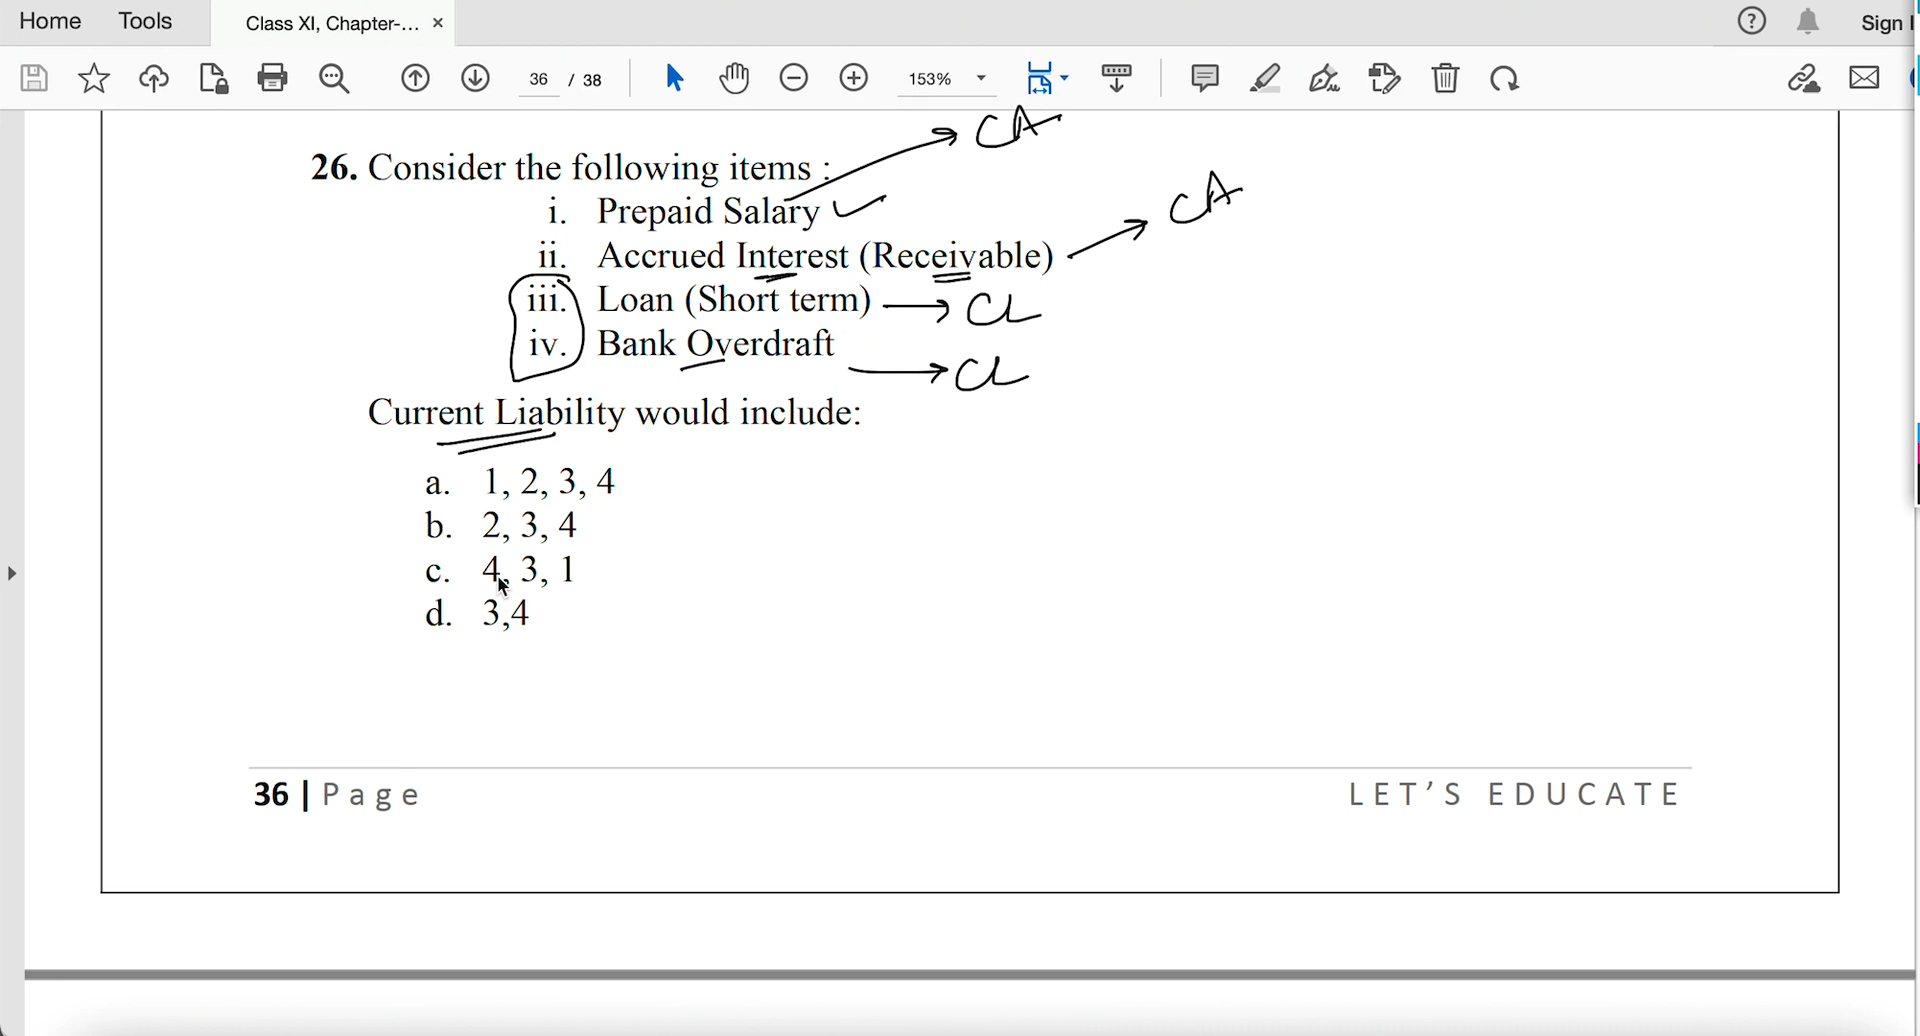 Home Tools Class XI, Chapter-... × Sign I
36 / 38 153%
CA
26. Consider the following items :
i. Prepaid Salary
CA
ii. Accrued Interest (Receivable)
iii. Loan (Short term) CL
iv. Bank Overdraft
CL
Current Liability would include:
a. 1, 2, 3, 4
b. 2, 3, 4
c. 4, 3, 1
d. 3,4
36 | Page LET’S EDUCATE